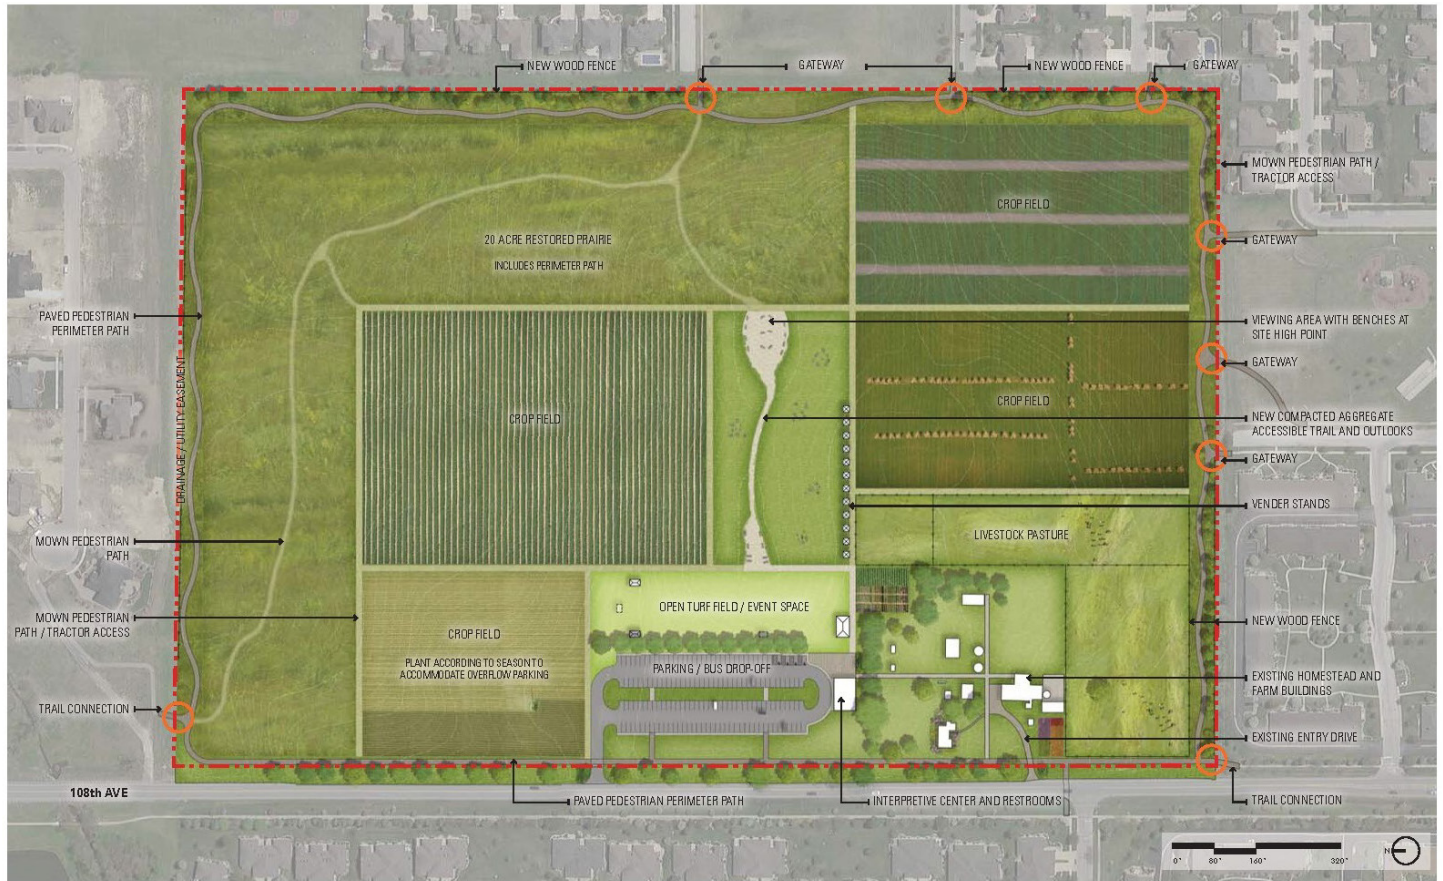 NEW WOOD FENCE
GATEWAY
NEW WOOD FENCE
GATEWAY
MOWN PEDESTRIAN PATH /
TRACTOR ACCESS
CROP FIELD
20 ACRE RESTORED PRAIRIE
INCLUDES PERIMETER PATH
GATEWAY
PAVED PEDESTRIAN
PERIMETER PATH
VIEWING AREA WITH BENCHES AT
SITE HIGH POINT
GATEWAY
DRAINAGE / UTILITY EASEMENT
CROP FIELD
CROP FIELD
NEW COMPACTED AGGREGATE
ACCESSIBLE TRAIL AND OUTLOOKS
GATEWAY
VENDER STANDS
LIVESTOCK PASTURE
MOWN PEDESTRIAN
PATH
MOWN PEDESTRIAN
PATH / TRACTOR ACCESS
OPEN TURF FIELD / EVENT SPACE
NEW WOOD FENCE
CROP FIELD
PLANT ACCORDING TO SEASON TO
ACCOMMODATE OVERFLOW PARKING
PARKING / BUS DROP-OFF
EXISTING HOMESTEAD AND
FARM BUILDINGS
TRAIL CONNECTION
EXISTING ENTRY DRIVE
108th AVE
PAVED PEDESTRIAN PERIMETER PATH
INTERPRETIVE CENTER AND RESTROOMS
TRAIL CONNECTION
0' 80' 160' 320'
N